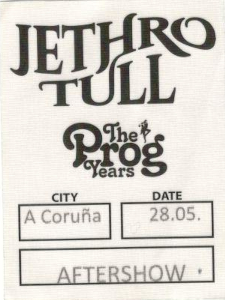 JETHRO
TULL
The
Prog
Years
CITY
DATE
A Coruña
28.05.
AFTERSHOW